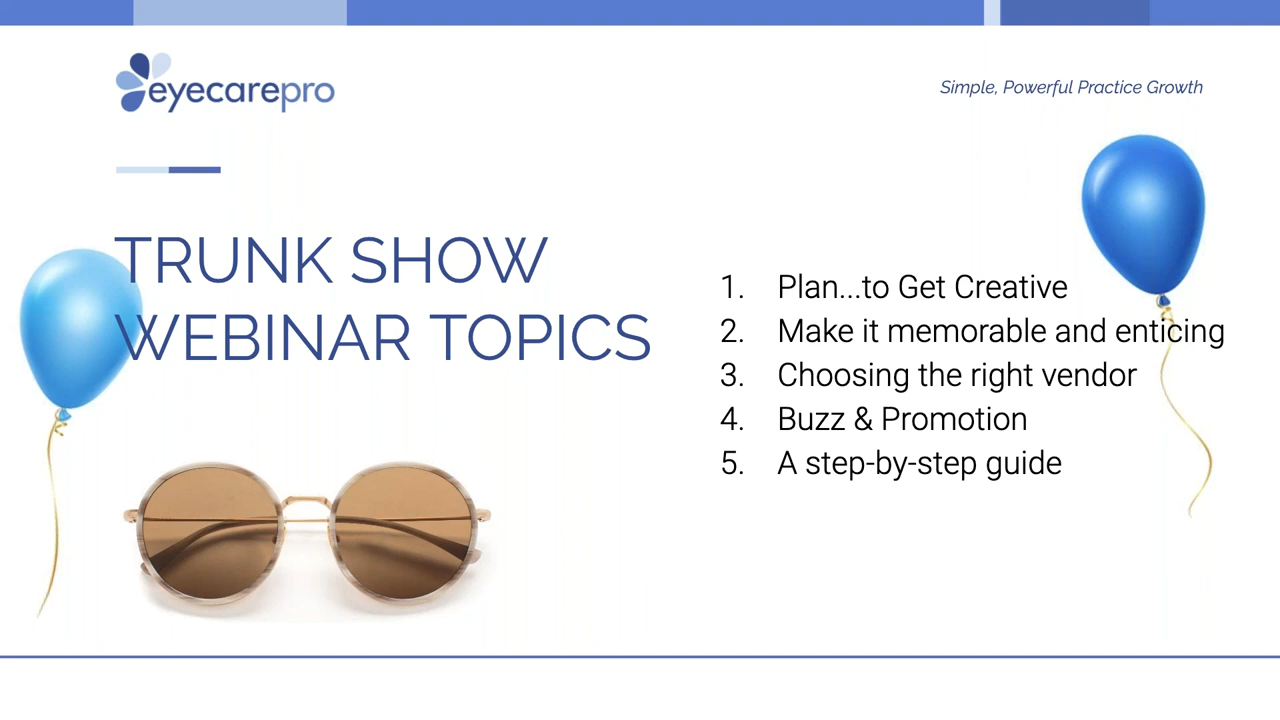 eyecarepro
Simple, Powerful Practice Growth
TRUNK SHOW
WEBINAR TOPICS
1. Plan...to Get Creative
2. Make it memorable and enticing
3. Choosing the right vendor
4. Buzz & Promotion
5. A step-by-step guide